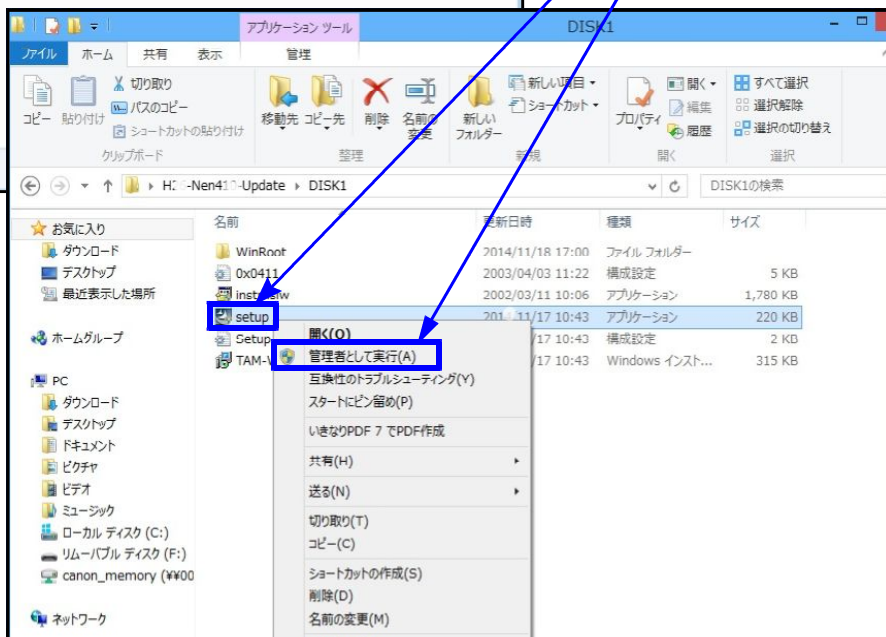 アプリケーション ツール
DISK1
ファイル ホーム 共有 表示 管理
コピー 貼り付け 切り取り パスのコピー ショートカットの貼り付け
移動先 コピー先 削除 名前の変更
新しいフォルダー 新しい項目 ショートカット
プロパティ 開く 編集 履歴
すべて選択 選択解除 選択の切り替え
クリップボード 整理 新規 開く 選択
-Update DISK1 DISK1の検索
名前 更新日時 種類 サイズ
お気に入り
ダウンロード
デスクトップ
最近表示した場所
ホームグループ
PC
ダウンロード
デスクトップ
ドキュメント
ピクチャ
ビデオ
ミュージック
ローカル ディスク (C:)
リムーバブル ディスク (F:)
canon_memory (¥¥00
ネットワーク
WinRoot 2014/11/18 17:00 ファイル フォルダー
0x0411 2003/04/03 11:22 構成設定 5 KB
2002/03/11 10:06 アプリケーション 1,780 KB
setup 11/17 10:43 アプリケーション 220 KB
Setup /17 10:43 構成設定 2 KB
TAM- /17 10:43 Windows インスト... 315 KB
開く(O)
管理者として実行(A)
互換性のトラブルシューティング(Y)
スタートにピン留め(P)
いきなりPDF 7 でPDF作成
共有(H)
送る(N)
切り取り(T)
コピー(C)
ショートカットの作成(S)
削除(D)
名前の変更(M)